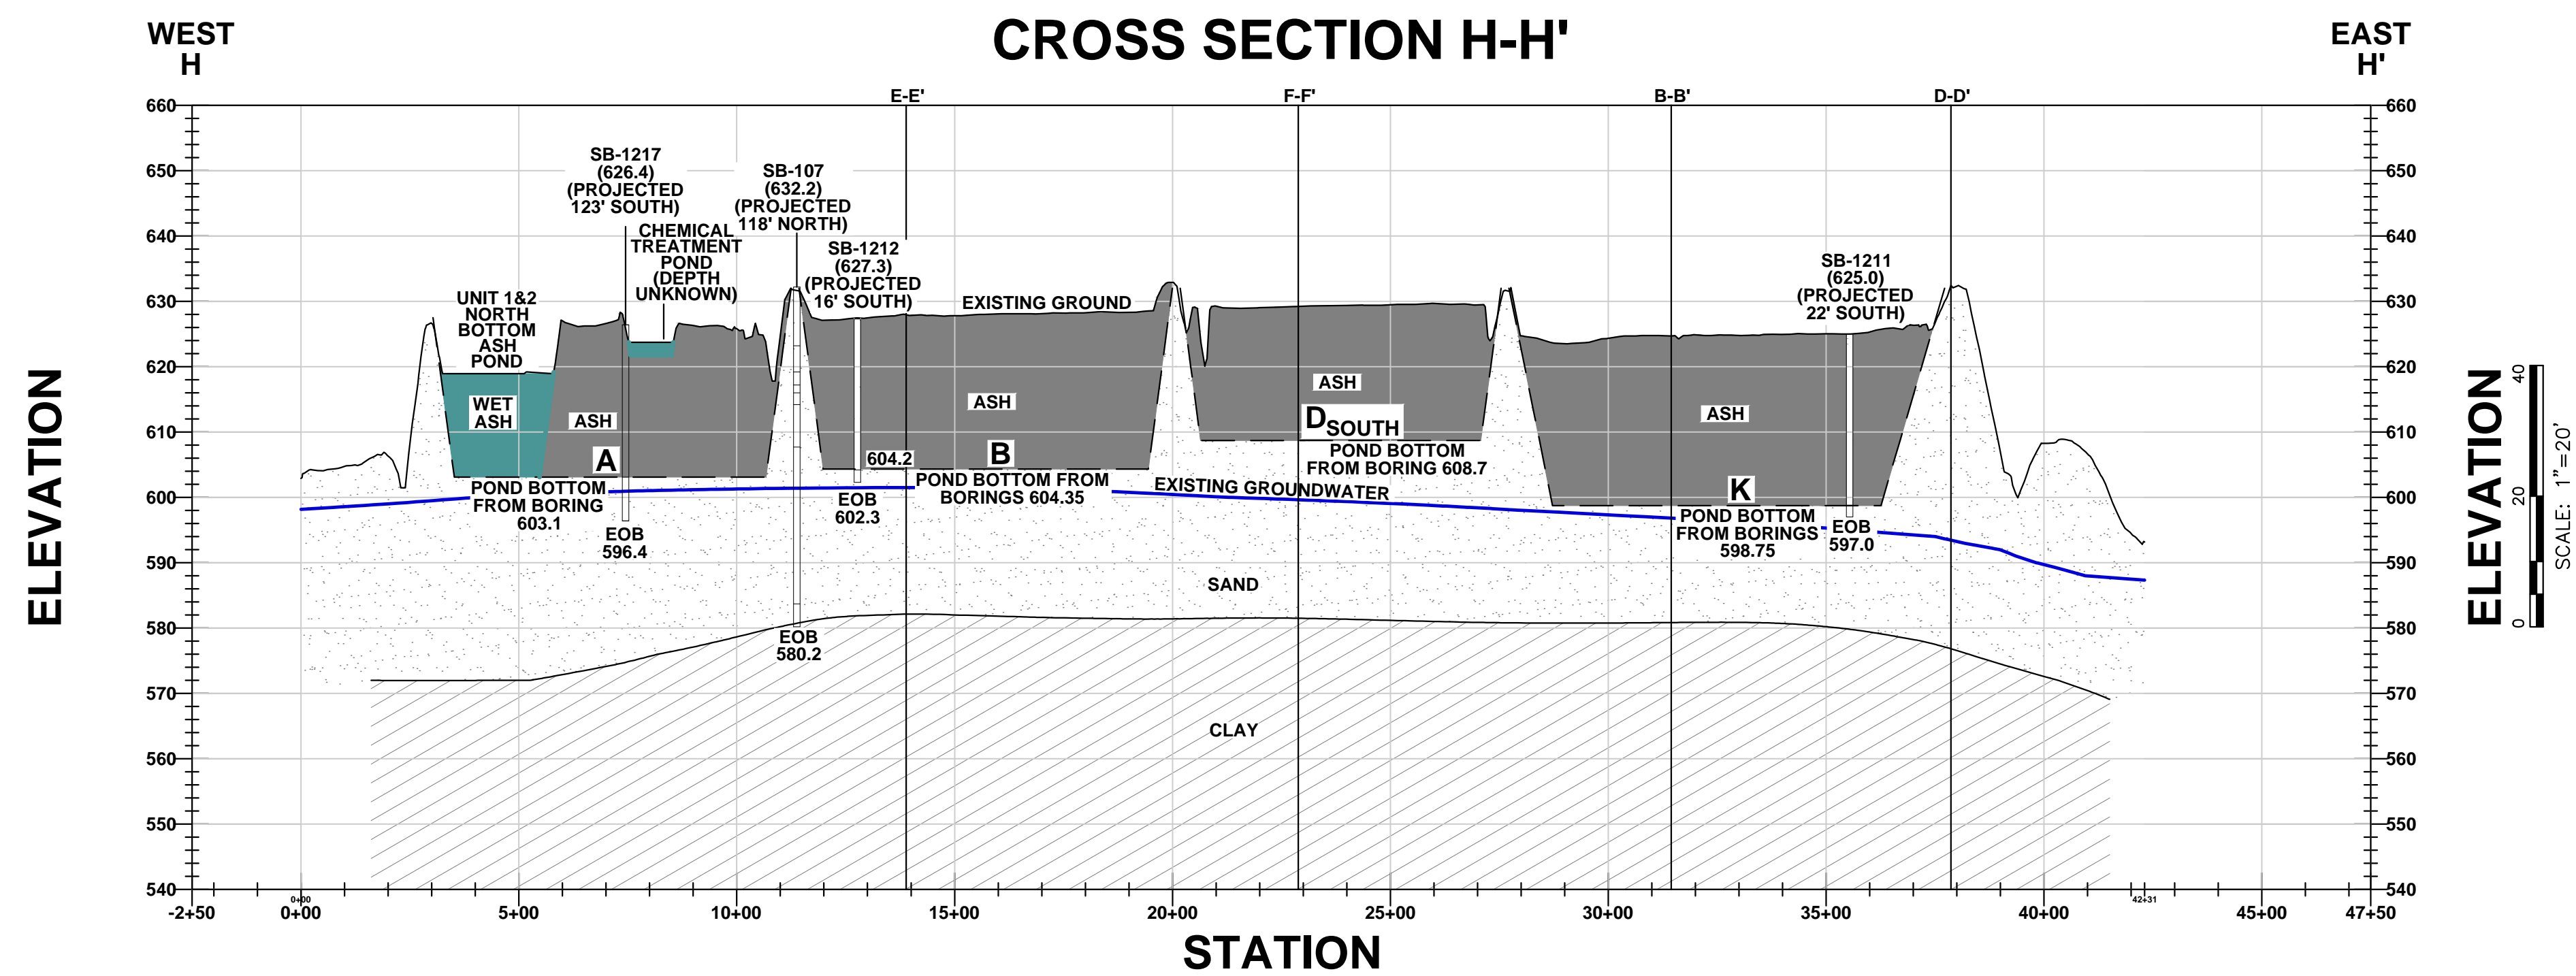 CROSS SECTION H-H'
WEST
H
EAST
H'
E-E'
F-F'
B-B'
D-D'
660
650
640
630
620
610
600
590
580
570
560
550
540
660
650
640
630
620
610
600
590
580
570
560
550
540
ELEVATION
ELEVATION
SB-1217
(626.4)
(PROJECTED
123' SOUTH)
SB-107
(632.2)
(PROJECTED
118' NORTH)
CHEMICAL
TREATMENT
POND
(DEPTH
UNKNOWN)
SB-1212
(627.3)
(PROJECTED
16' SOUTH)
SB-1211
(625.0)
(PROJECTED
22' SOUTH)
UNIT 1&2
NORTH
BOTTOM
ASH
POND
EXISTING GROUND
WET
ASH
ASH
ASH
ASH
ASH
A
604.2
B
DSOUTH
K
POND BOTTOM
FROM BORING
603.1
EOB
596.4
EOB
580.2
EOB
602.3
POND BOTTOM FROM
BORINGS 604.35
POND BOTTOM
FROM BORING 608.7
EXISTING GROUNDWATER
POND BOTTOM
FROM BORINGS
598.75
EOB
597.0
SAND
CLAY
0+00
42+31
-2+50
0+00
5+00
10+00
15+00
20+00
25+00
30+00
35+00
40+00
45+00
47+50
STATION
0
20
40
SCALE: 1"=20'